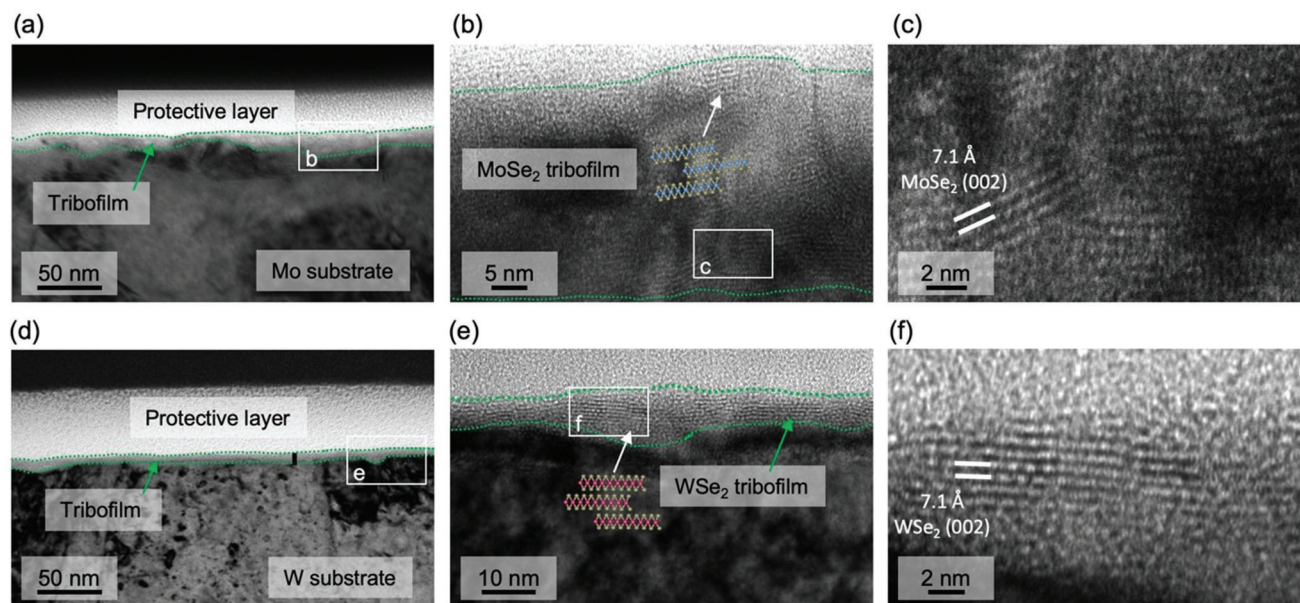 (a)
Protective layer
b
Tribofilm
Mo substrate
50 nm
(b)
MoSe₂ tribofilm
c
5 nm
(c)
7.1 Å
MoSe₂ (002)
2 nm
(d)
Protective layer
e
Tribofilm
W substrate
50 nm
(e)
f
WSe₂ tribofilm
10 nm
(f)
7.1 Å
WSe₂ (002)
2 nm